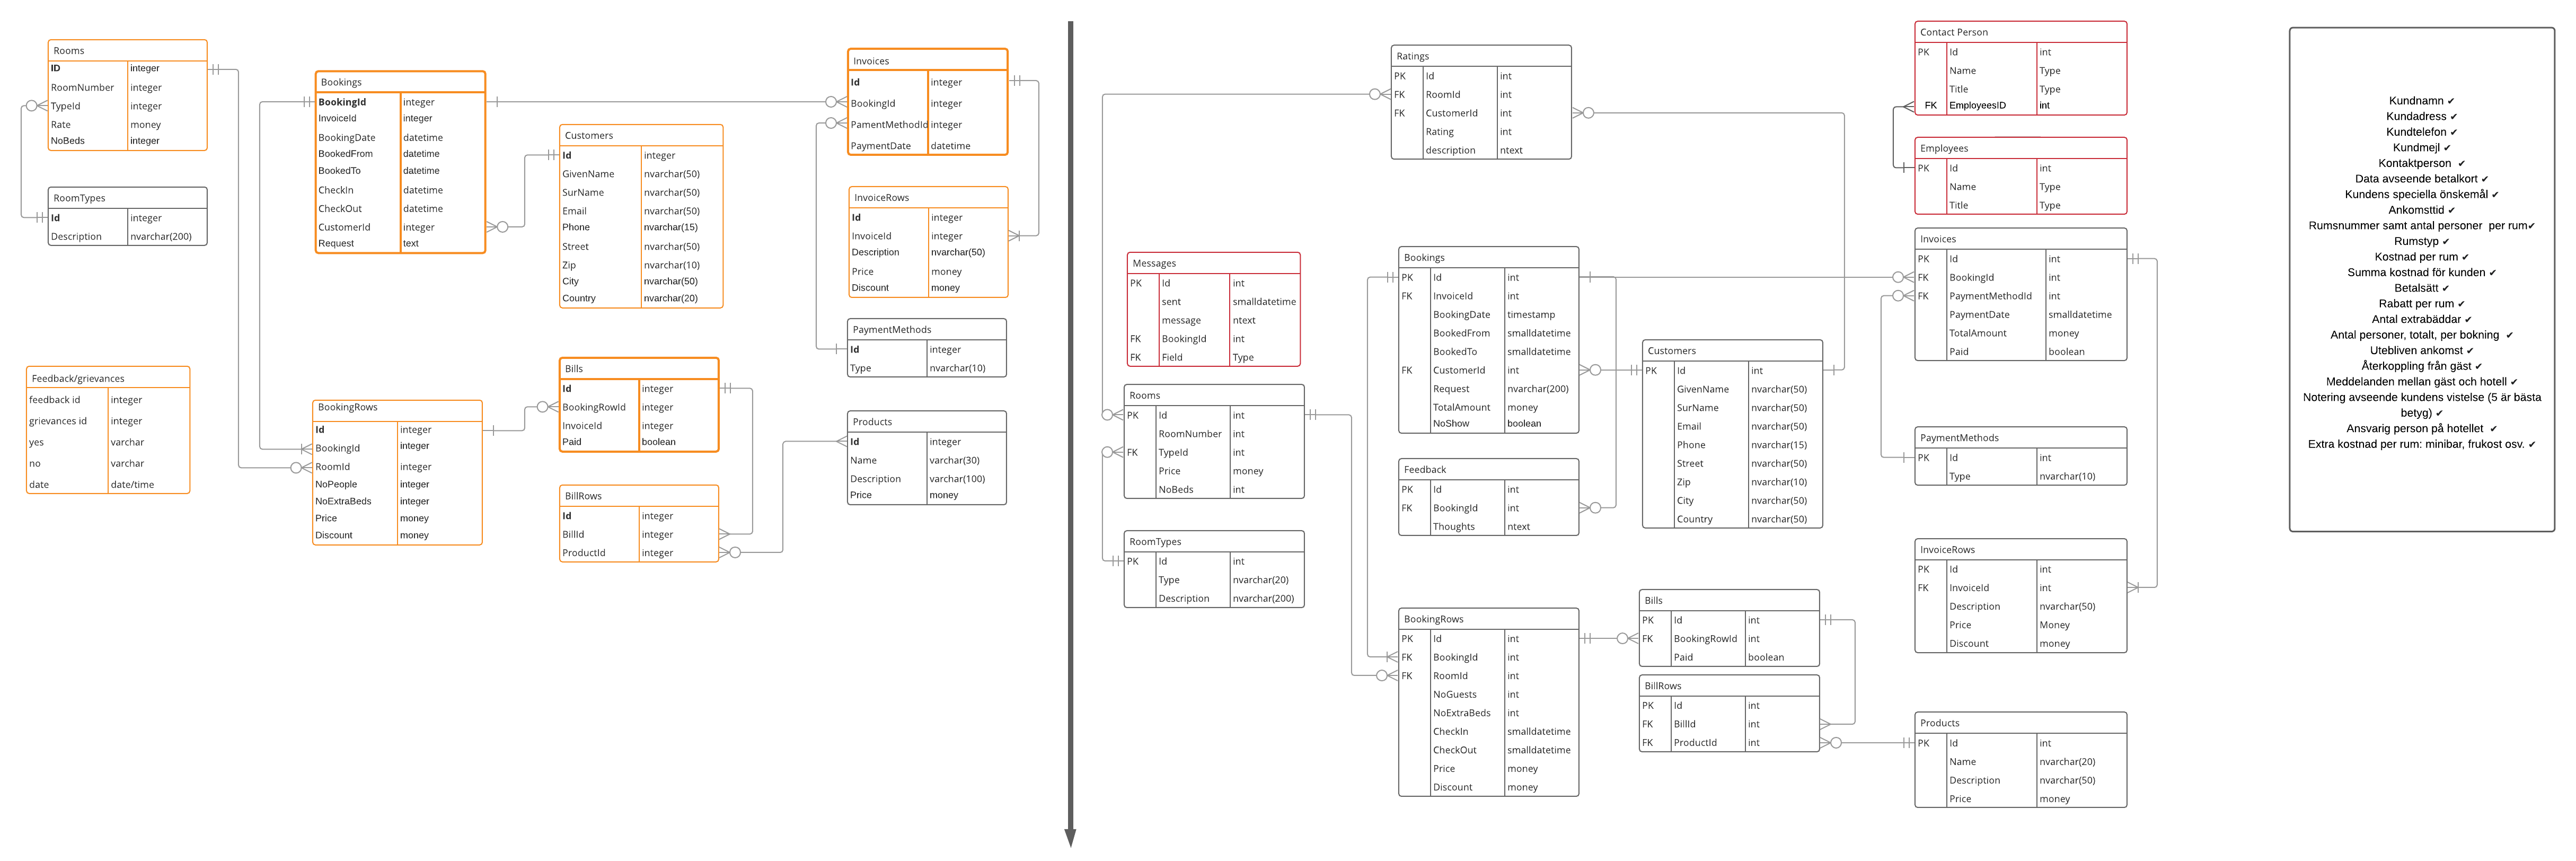 Rooms
ID integer
RoomNumber integer
TypeId integer
Rate money
NoBeds integer
RoomTypes
Id integer
Description nvarchar(200)
Feedback/grievances
feedback id integer
grievances id integer
yes varchar
no varchar
date date/time
Bookings
BookingId integer
InvoiceId integer
BookingDate datetime
BookedFrom datetime
BookedTo datetime
CheckIn datetime
CheckOut datetime
CustomerId integer
Request text
BookingRows
Id integer
BookingId integer
RoomId integer
NoPeople integer
NoExtraBeds integer
Price money
Discount money
Customers
Id integer
GivenName nvarchar(50)
SurName nvarchar(50)
Email nvarchar(50)
Phone nvarchar(15)
Street nvarchar(50)
Zip nvarchar(10)
City nvarchar(50)
Country nvarchar(20)
Bills
Id integer
BookingRowId integer
InvoiceId integer
Paid boolean
BillRows
Id integer
BillId integer
ProductId integer
Invoices
Id integer
BookingId integer
PamentMethodId integer
PaymentDate datetime
InvoiceRows
Id integer
InvoiceId integer
Description nvarchar(50)
Price money
Discount money
PaymentMethods
Id integer
Type nvarchar(10)
Products
Id integer
Name varchar(30)
Description varchar(100)
Price money
Messages
PK Id int
sent smalldatetime
message ntext
FK BookingId int
FK Field Type
Rooms
PK Id int
RoomNumber int
FK TypeId int
Price money
NoBeds int
RoomTypes
PK Id int
Type nvarchar(20)
Description nvarchar(200)
Ratings
PK Id int
FK RoomId int
FK CustomerId int
Rating int
description ntext
Bookings
PK Id int
FK InvoiceId int
BookingDate timestamp
BookedFrom smalldatetime
BookedTo smalldatetime
FK CustomerId int
Request nvarchar(200)
TotalAmount money
NoShow boolean
Feedback
PK Id int
FK BookingId int
Thoughts ntext
BookingRows
PK Id int
FK BookingId int
FK RoomId int
NoGuests int
NoExtraBeds int
CheckIn smalldatetime
CheckOut smalldatetime
Price money
Discount money
Customers
PK Id int
GivenName nvarchar(50)
SurName nvarchar(50)
Email nvarchar(50)
Phone nvarchar(15)
Street nvarchar(50)
Zip nvarchar(10)
City nvarchar(50)
Country nvarchar(50)
Bills
PK Id int
FK BookingRowId int
Paid boolean
BillRows
PK Id int
FK BillId int
FK ProductId int
Contact Person
PK Id int
Name Type
Title Type
FK EmployeesID int
Employees
PK Id int
Name Type
Title Type
Invoices
PK Id int
FK BookingId int
FK PaymentMethodId int
PaymentDate smalldatetime
TotalAmount money
Paid boolean
PaymentMethods
PK Id int
Type nvarchar(10)
InvoiceRows
PK Id int
FK InvoiceId int
Description nvarchar(50)
Price Money
Discount money
Products
PK Id int
Name nvarchar(20)
Description nvarchar(50)
Price money
Kundnamn ✔
Kundadress ✔
Kundtelefon ✔
Kundmejl ✔
Kontaktperson ✔
Data avseende betalkort ✔
Kundens speciella önskemål ✔
Ankomsttid ✔
Rumsnummer samt antal personer per rum✔
Rumstyp ✔
Kostnad per rum ✔
Summa kostnad för kunden ✔
Betalsätt ✔
Rabatt per rum ✔
Antal extrabäddar ✔
Antal personer, totalt, per bokning ✔
Utebliven ankomst ✔
Återkoppling från gäst ✔
Meddelanden mellan gäst och hotell ✔
Notering avseende kundens vistelse (5 är bästa
betyg) ✔
Ansvarig person på hotellet ✔
Extra kostnad per rum: minibar, frukost osv. ✔